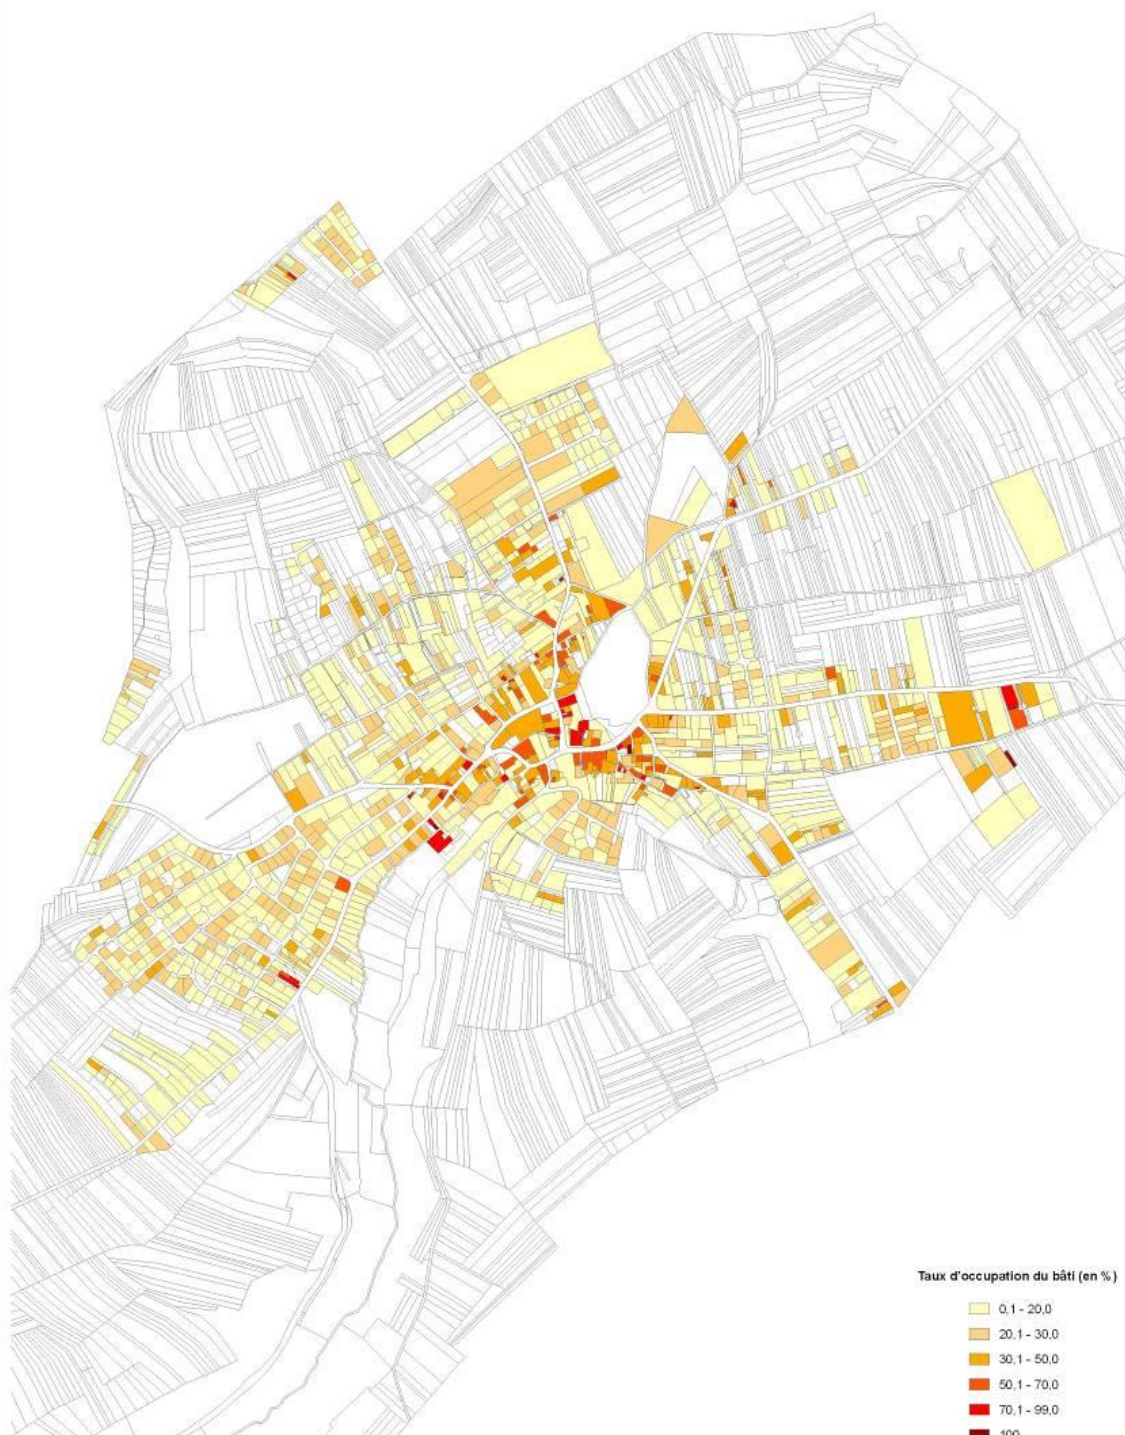 Taux d'occupation du bâti (en %)
0,1 - 20,0
20,1 - 30,0
30,1 - 50,0
50,1 - 70,0
70,1 - 99,0
100